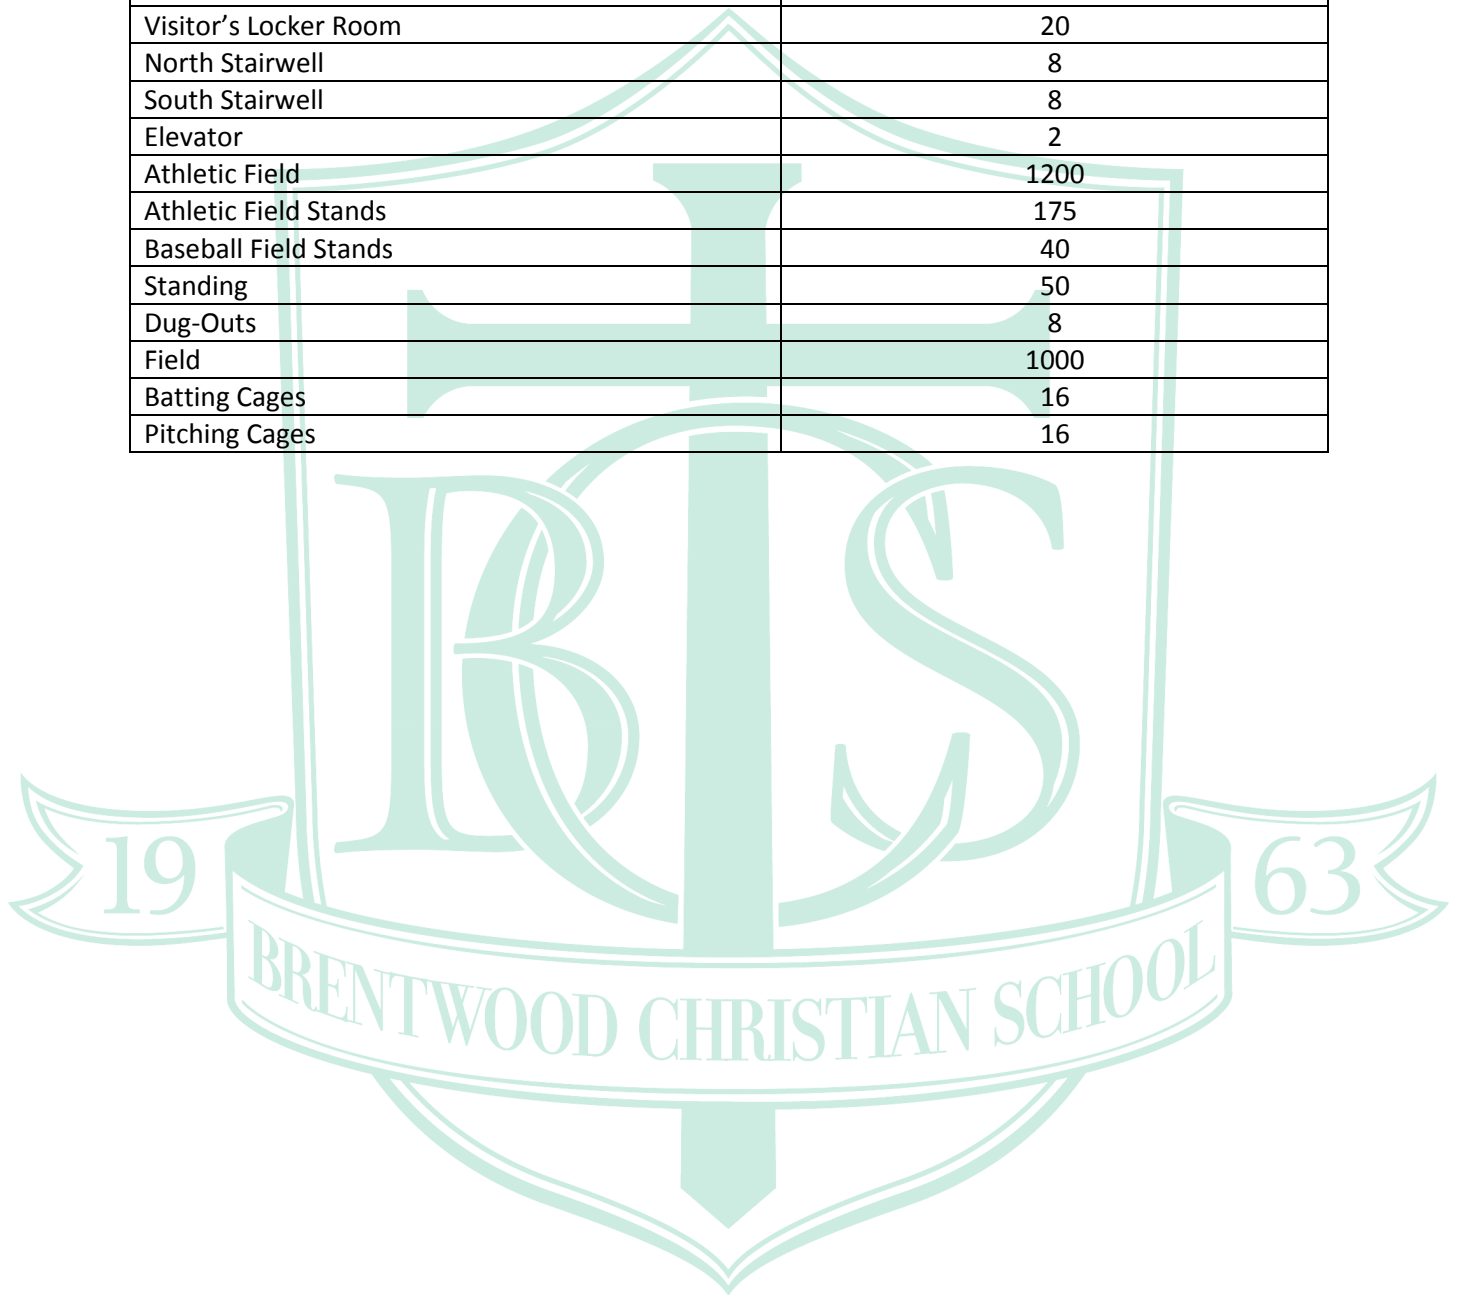 Visitor’s Locker Room 20
North Stairwell 8
South Stairwell 8
Elevator 2
Athletic Field 1200
Athletic Field Stands 175
Baseball Field Stands 40
Standing 50
Dug-Outs 8
Field 1000
Batting Cages 16
Pitching Cages 16
BCS
19 63
BRENTWOOD CHRISTIAN SCHOOL